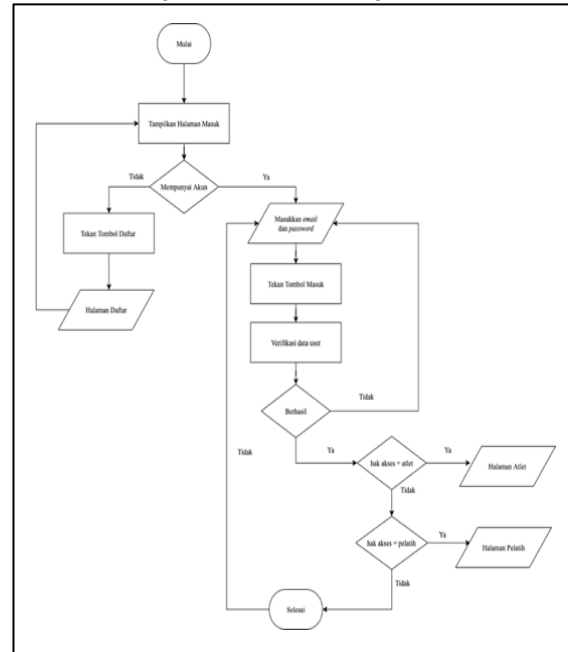 Mulai
Tampilkan Halaman Masuk
Tidak
Mempunyai Akun
Ya
Tekan Tombol Daftar
Masukkan email
dan password
Halaman Daftar
Tekan Tombol Masuk
Verifikasi data user
Berhasil
Tidak
Tidak
Ya
hak akses = atlet
Ya
Halaman Atlet
Tidak
hak akses = pelatih
Ya
Halaman Pelatih
Tidak
Selesai